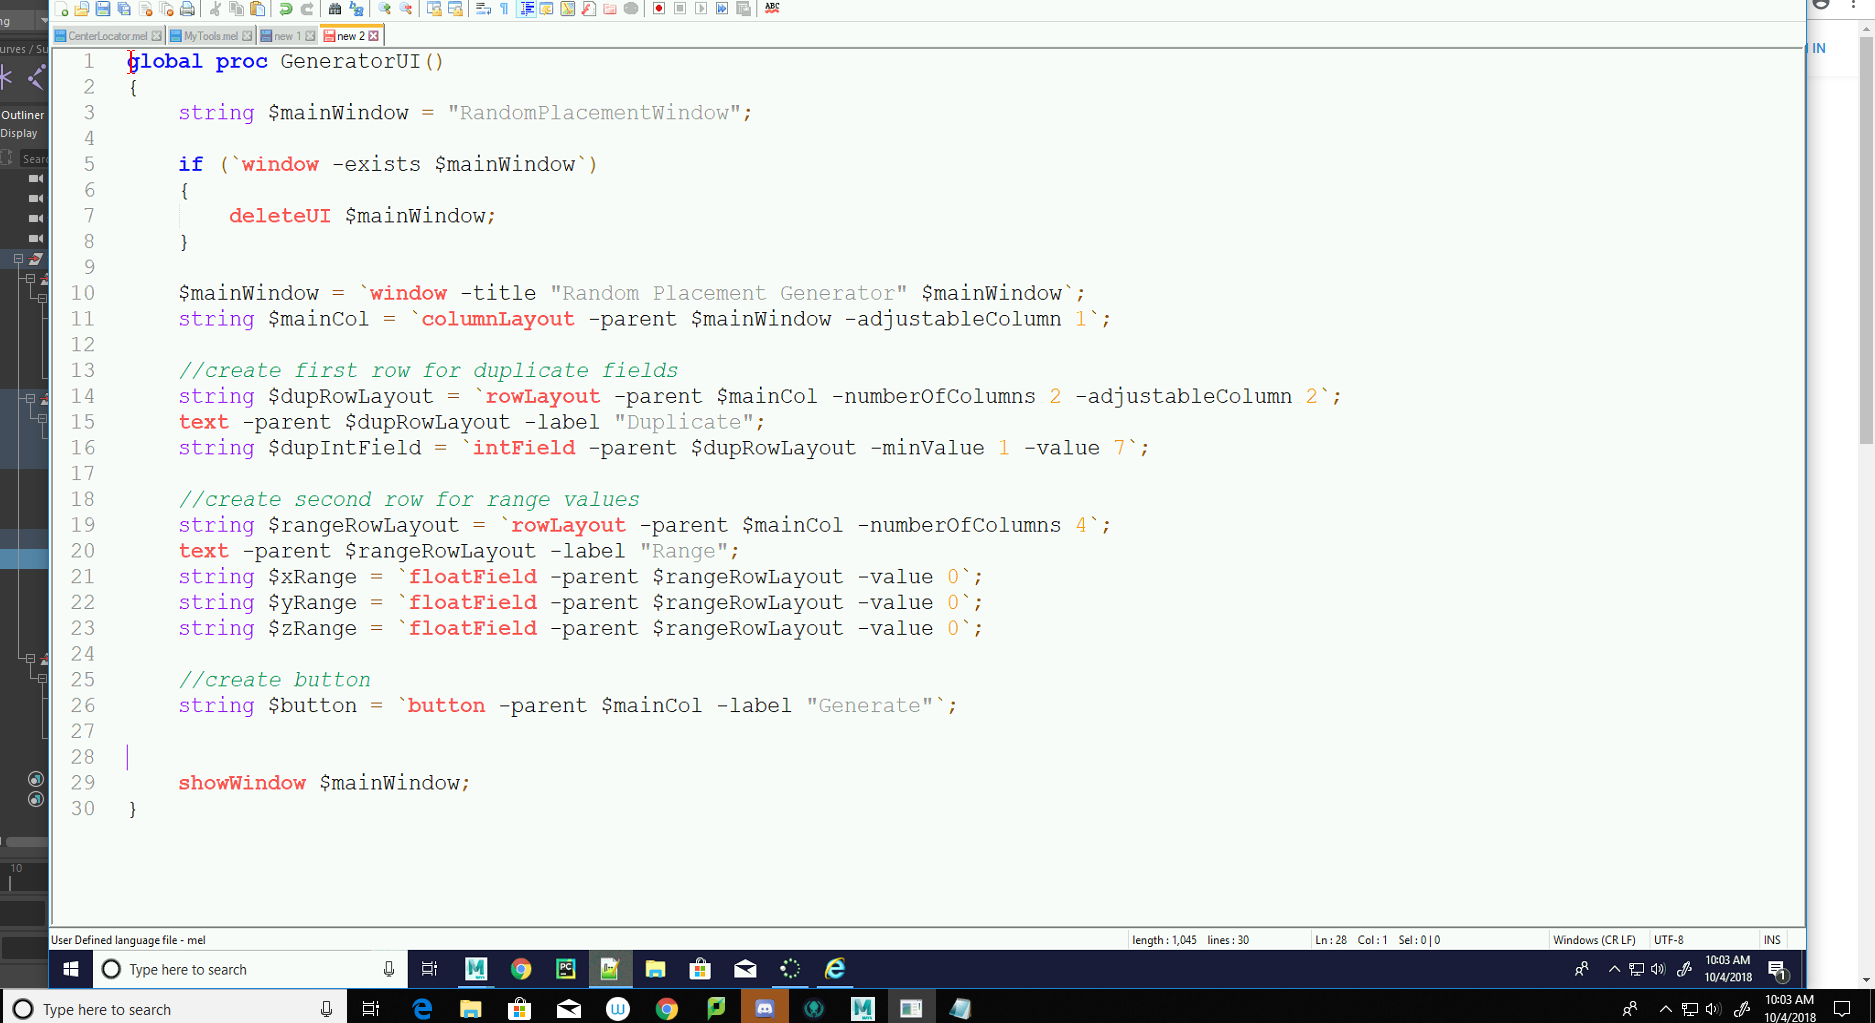 CenterLocator.mel MyTools.mel new 1 new 2
IN
Outliner
Display
1 global proc GeneratorUI()
2 {
3 string $mainWindow = "RandomPlacementWindow";
4
5 if (`window -exists $mainWindow`)
6 {
7 deleteUI $mainWindow;
8 }
9
10 $mainWindow = `window -title "Random Placement Generator" $mainWindow`;
11 string $mainCol = `columnLayout -parent $mainWindow -adjustableColumn 1`;
12
13 //create first row for duplicate fields
14 string $dupRowLayout = `rowLayout -parent $mainCol -numberOfColumns 2 -adjustableColumn 2`;
15 text -parent $dupRowLayout -label "Duplicate";
16 string $dupIntField = `intField -parent $dupRowLayout -minValue 1 -value 7`;
17
18 //create second row for range values
19 string $rangeRowLayout = `rowLayout -parent $mainCol -numberOfColumns 4`;
20 text -parent $rangeRowLayout -label "Range";
21 string $xRange = `floatField -parent $rangeRowLayout -value 0`;
22 string $yRange = `floatField -parent $rangeRowLayout -value 0`;
23 string $zRange = `floatField -parent $rangeRowLayout -value 0`;
24
25 //create button
26 string $button = `button -parent $mainCol -label "Generate"`;
27
28
29 showWindow $mainWindow;
30 }
10
User Defined language file - mel length : 1,045 lines : 30 Ln : 28 Col : 1 Sel : 0 | 0 Windows (CR LF) UTF-8 INS
Type here to search 10:03 AM
10/4/2018
Type here to search 10:03 AM
10/4/2018